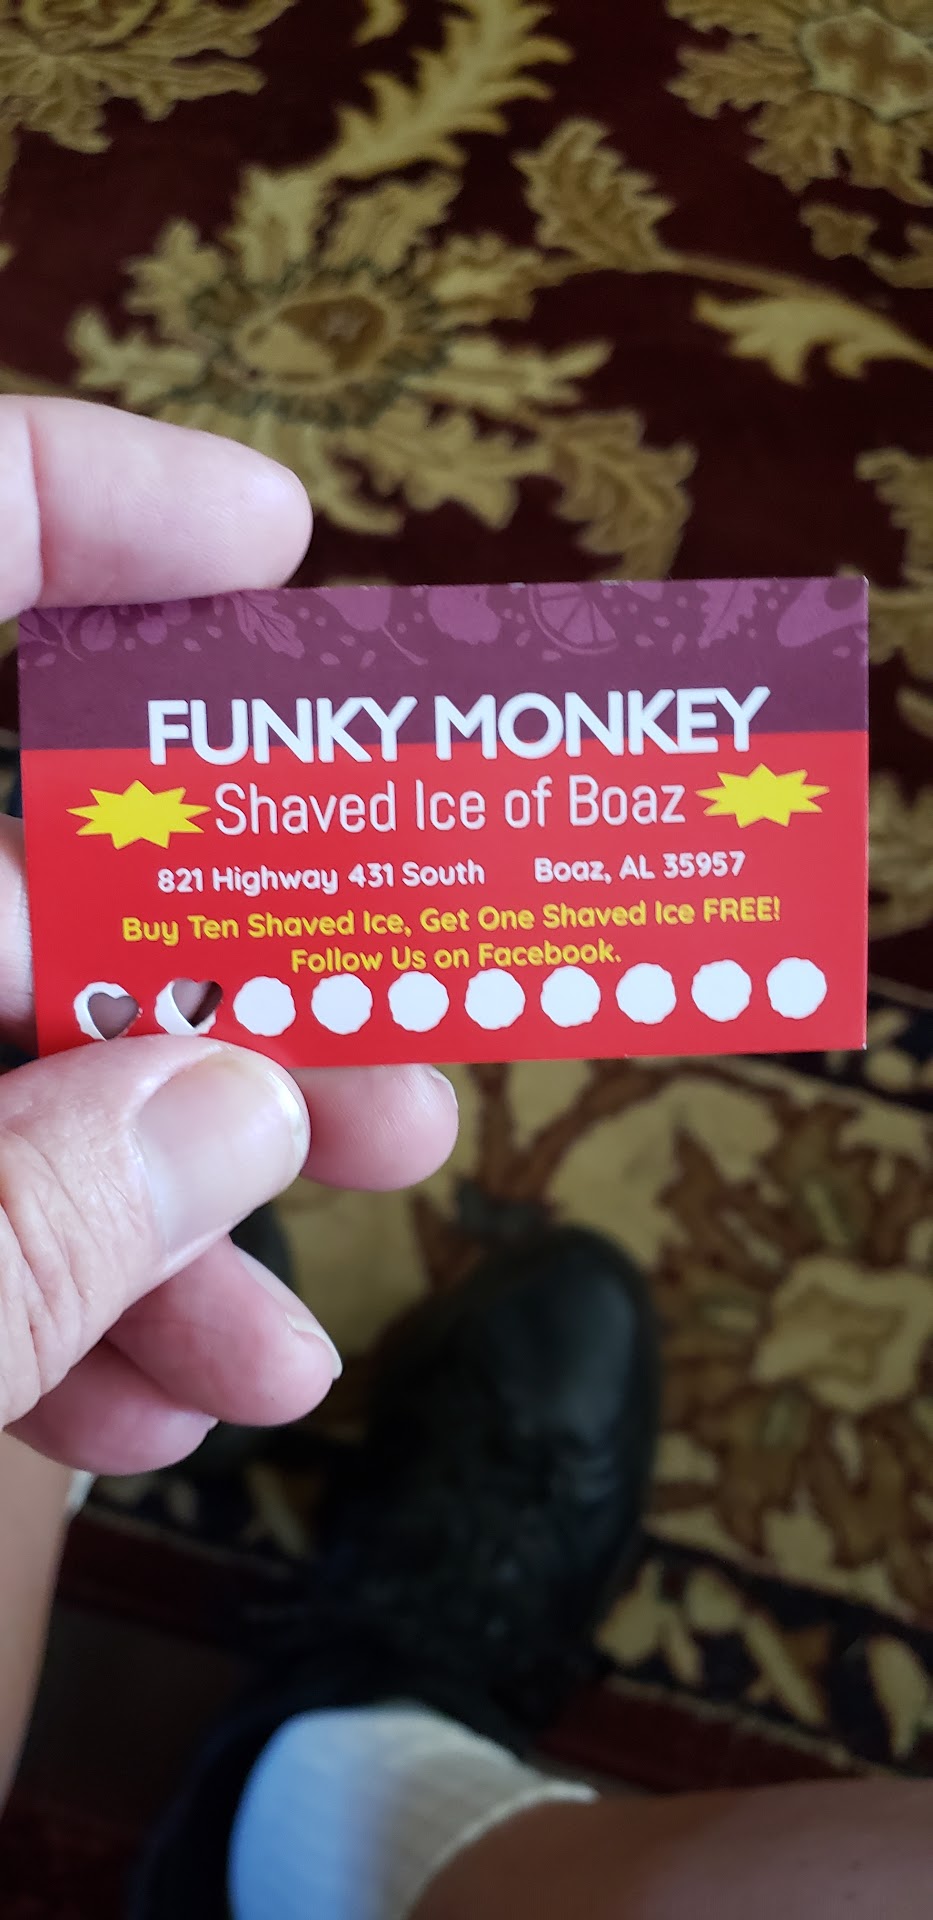 FUNKY MONKEY
Shaved Ice of Boaz
821 Highway 431 South Boaz, AL 35957
Buy Ten Shaved Ice, Get One Shaved Ice FREE!
Follow Us on Facebook.